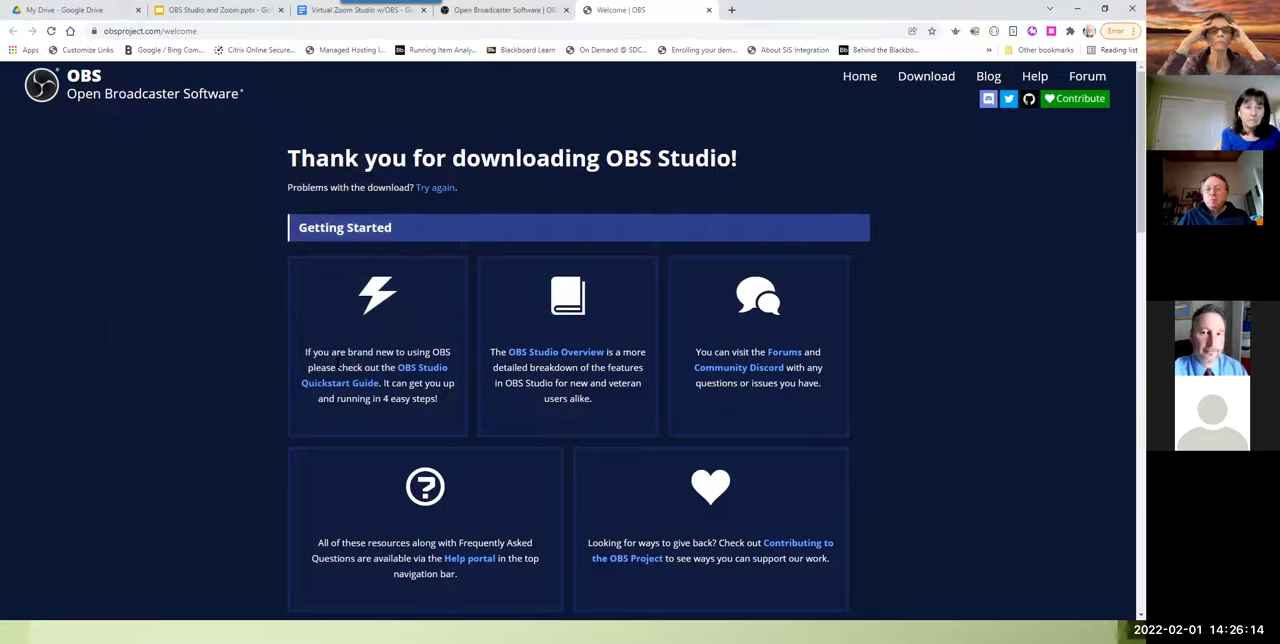 My Drive - Google Drive
OBS Studio and Zoom.pptx - Go
Virtual Zoom Studio w/OBS - Go
Open Broadcaster Software | OBS
Welcome | OBS
obsproject.com/welcome
Error
Apps
Customize Links
Google / Bing Com...
Citrix Online Secure...
Managed Hosting I...
Running Item Analy...
Blackboard Learn
On Demand @ SDC...
Enrolling your dem...
About SIS Integration
Behind the Blackbo...
»
Other bookmarks
Reading list
OBS
Open Broadcaster Software
Home
Download
Blog
Help
Forum
Contribute
Thank you for downloading OBS Studio!
Problems with the download? Try again.
Getting Started
If you are brand new to using OBS
please check out the OBS Studio
Quickstart Guide. It can get you up
and running in 4 easy steps!
The OBS Studio Overview is a more
detailed breakdown of the features
in OBS Studio for new and veteran
users alike.
You can visit the Forums and
Community Discord with any
questions or issues you have.
All of these resources along with Frequently Asked
Questions are available via the Help portal in the top
navigation bar.
Looking for ways to give back? Check out Contributing to
the OBS Project to see ways you can support our work.
2022-02-01 14:26:14